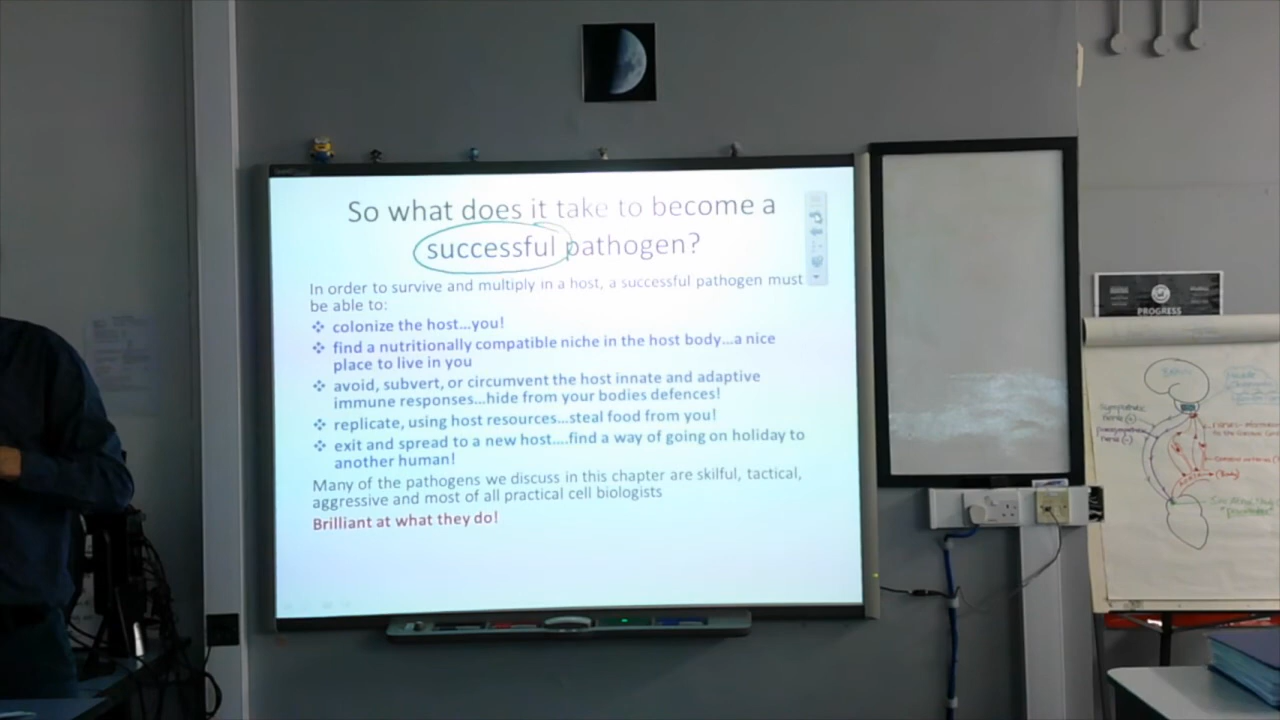 So what does it take to become a
successful pathogen?
In order to survive and multiply in a host, a successful pathogen must
be able to:
❖ colonize the host...you!
❖ find a nutritionally compatible niche in the host body...a nice
place to live in you
❖ avoid, subvert, or circumvent the host innate and adaptive
immune responses...hide from your bodies defences!
❖ replicate, using host resources...steal food from you!
❖ exit and spread to a new host....find a way of going on holiday to
another human!
Many of the pathogens we discuss in this chapter are skilful, tactical,
aggressive and most of all practical cell biologists
Brilliant at what they do!
PROGRESS
Sympathetic
nerve (+)
parasympathetic
nerve (-)